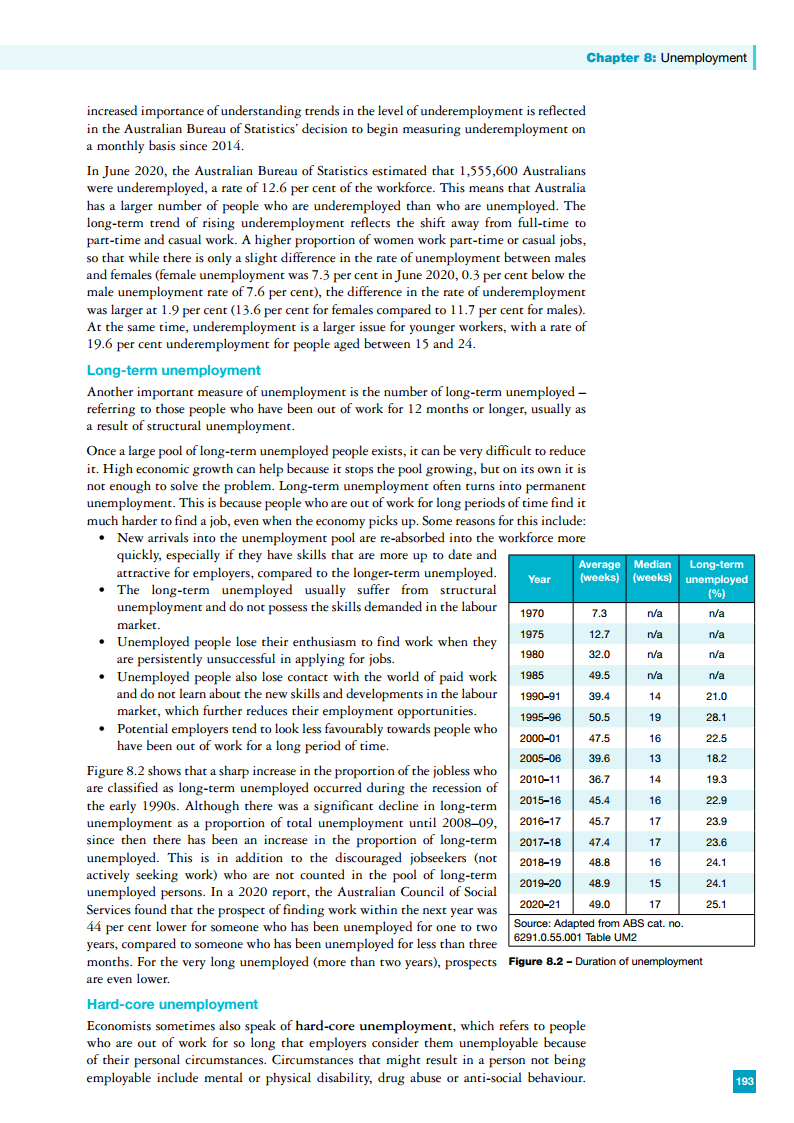 Chapter 8: Unemployment
increased importance of understanding trends in the level of underemployment is reflected
in the Australian Bureau of Statistics' decision to begin measuring underemployment on
a monthly basis since 2014.
In June 2020, the Australian Bureau of Statistics estimated that 1,555,600 Australians
were underemployed, a rate of 12.6 per cent of the workforce. This means that Australia
has a larger number of people who are underemployed than who are unemployed. The
long-term trend of rising underemployment reflects the shift away from full-time to
part-time and casual work. A higher proportion of women work part-time or casual jobs,
so that while there is only a slight difference in the rate of unemployment between males
and females (female unemployment was 7.3 per cent in June 2020, 0.3 per cent below the
male unemployment rate of 7.6 per cent), the difference in the rate of underemployment
was larger at 1.9 per cent (13.6 per cent for females compared to 11.7 per cent for males).
At the same time, underemployment is a larger issue for younger workers, with a rate of
19.6 per cent underemployment for people aged between 15 and 24.
Long-term unemployment
Another important measure of unemployment is the number of long-term unemployed –
referring to those people who have been out of work for 12 months or longer, usually as
a result of structural unemployment.
Once a large pool of long-term unemployed people exists, it can be very difficult to reduce
it. High economic growth can help because it stops the pool growing, but on its own it is
not enough to solve the problem. Long-term unemployment often turns into permanent
unemployment. This is because people who are out of work for long periods of time find it
much harder to find a job, even when the economy picks up. Some reasons for this include:
• New arrivals into the unemployment pool are re-absorbed into the workforce more
quickly, especially if they have skills that are more up to date and
attractive for employers, compared to the longer-term unemployed.
• The long-term unemployed usually suffer from structural
unemployment and do not possess the skills demanded in the labour
market.
• Unemployed people lose their enthusiasm to find work when they
are persistently unsuccessful in applying for jobs.
• Unemployed people also lose contact with the world of paid work
and do not learn about the new skills and developments in the labour
market, which further reduces their employment opportunities.
• Potential employers tend to look less favourably towards people who
have been out of work for a long period of time.
Figure 8.2 shows that a sharp increase in the proportion of the jobless who
are classified as long-term unemployed occurred during the recession of
the early 1990s. Although there was a significant decline in long-term
unemployment as a proportion of total unemployment until 2008–09,
since then there has been an increase in the proportion of long-term
unemployed. This is in addition to the discouraged jobseekers (not
actively seeking work) who are not counted in the pool of long-term
unemployed persons. In a 2020 report, the Australian Council of Social
Services found that the prospect of finding work within the next year was
44 per cent lower for someone who has been unemployed for one to two
years, compared to someone who has been unemployed for less than three
months. For the very long unemployed (more than two years), prospects
are even lower.
Year Average (weeks) Median (weeks) Long-term unemployed (%)
1970 7.3 n/a n/a
1975 12.7 n/a n/a
1980 32.0 n/a n/a
1985 49.5 n/a n/a
1990–91 39.4 14 21.0
1995–96 50.5 19 28.1
2000–01 47.5 16 22.5
2005–06 39.6 13 18.2
2010–11 36.7 14 19.3
2015–16 45.4 16 22.9
2016–17 45.7 17 23.9
2017–18 47.4 17 23.6
2018–19 48.8 16 24.1
2019–20 48.9 15 24.1
2020–21 49.0 17 25.1
Source: Adapted from ABS cat. no.
6291.0.55.001 Table UM2
Figure 8.2 – Duration of unemployment
Hard-core unemployment
Economists sometimes also speak of hard-core unemployment, which refers to people
who are out of work for so long that employers consider them unemployable because
of their personal circumstances. Circumstances that might result in a person not being
employable include mental or physical disability, drug abuse or anti-social behaviour.
193